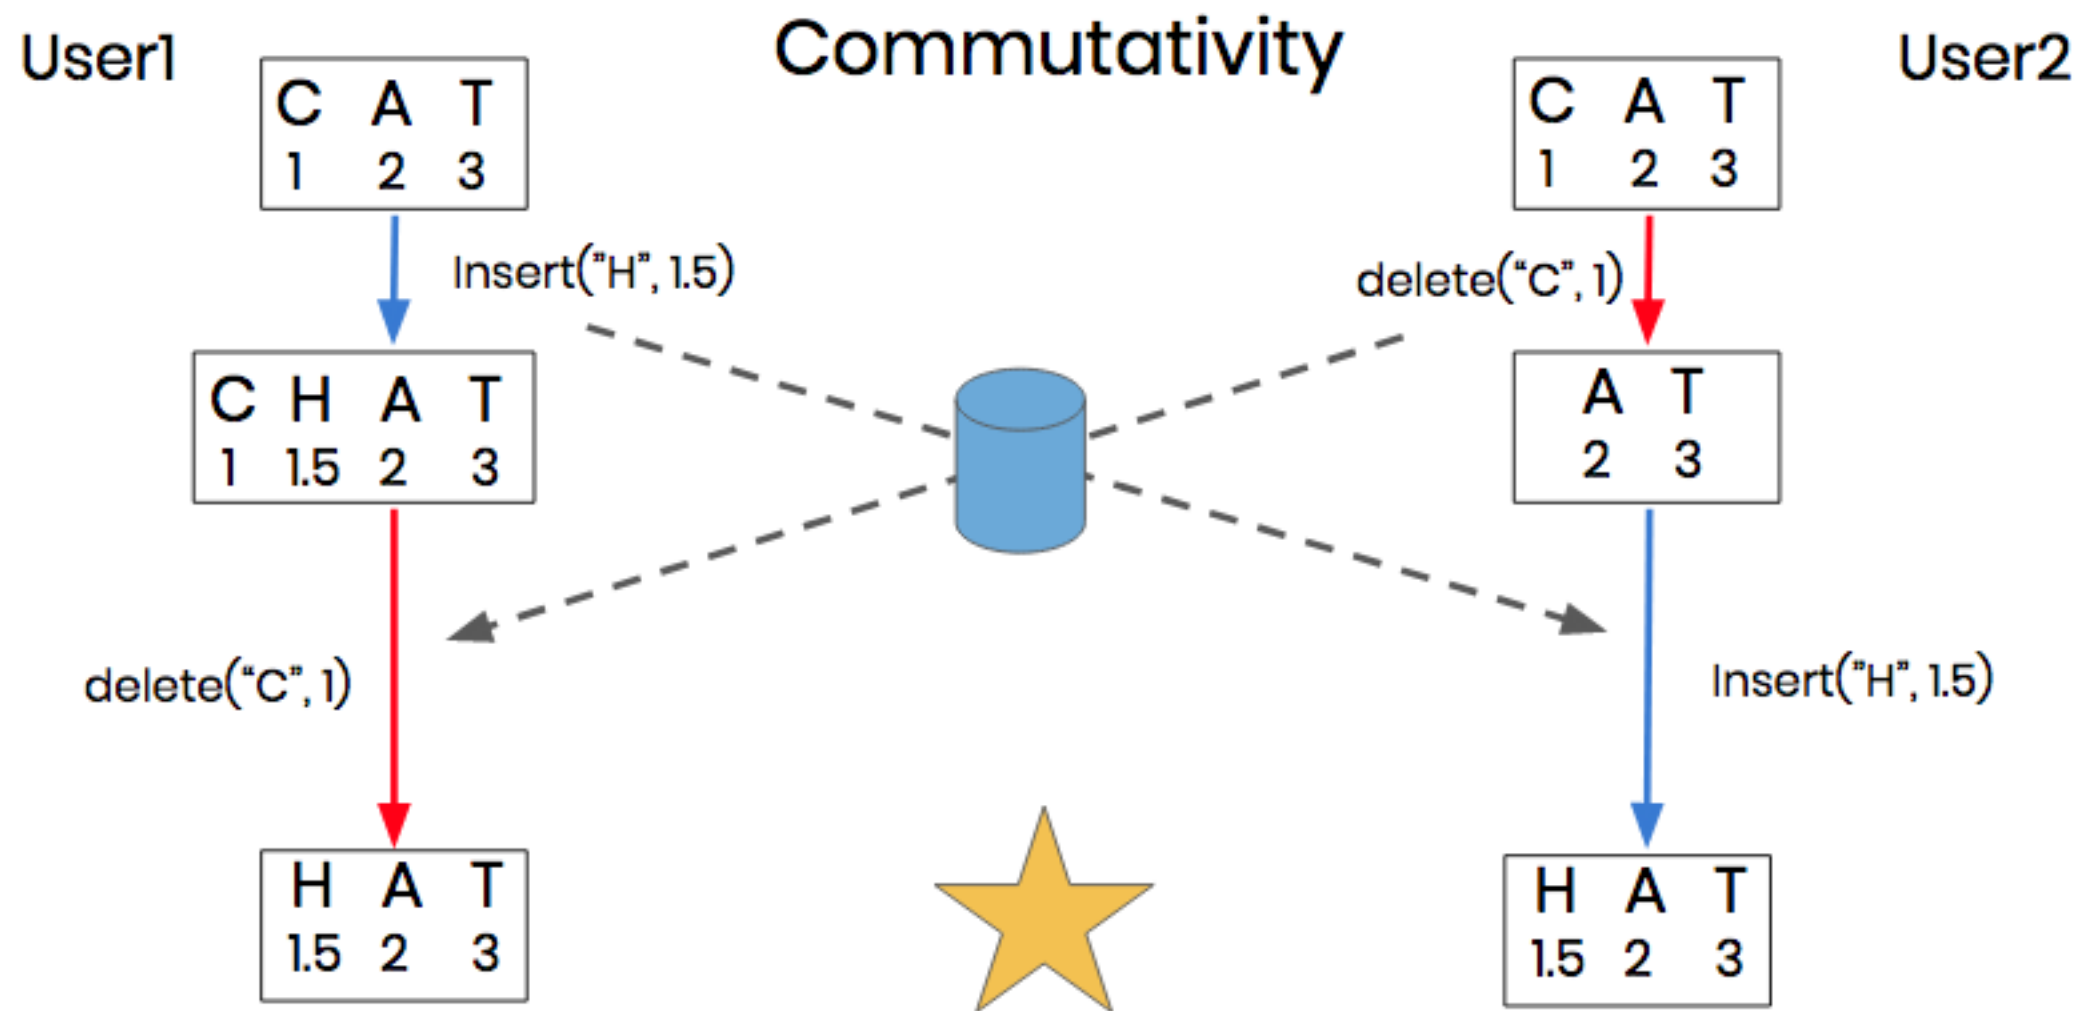 User1
Commutativity
User2
C A T
1 2 3
C A T
1 2 3
Insert(”H”, 1.5)
delete(“C”, 1)
C H A T
1 1.5 2 3
A T
2 3
delete(“C”, 1)
Insert(”H”, 1.5)
H A T
1.5 2 3
H A T
1.5 2 3